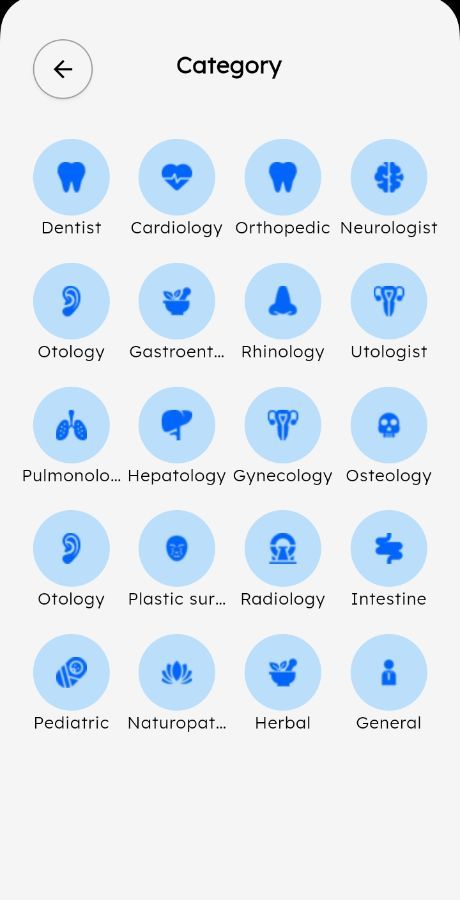 Category
Dentist
Cardiology
Orthopedic
Neurologist
Otology
Gastroent...
Rhinology
Utologist
Pulmonolo...
Hepatology
Gynecology
Osteology
Otology
Plastic sur...
Radiology
Intestine
Pediatric
Naturopat...
Herbal
General